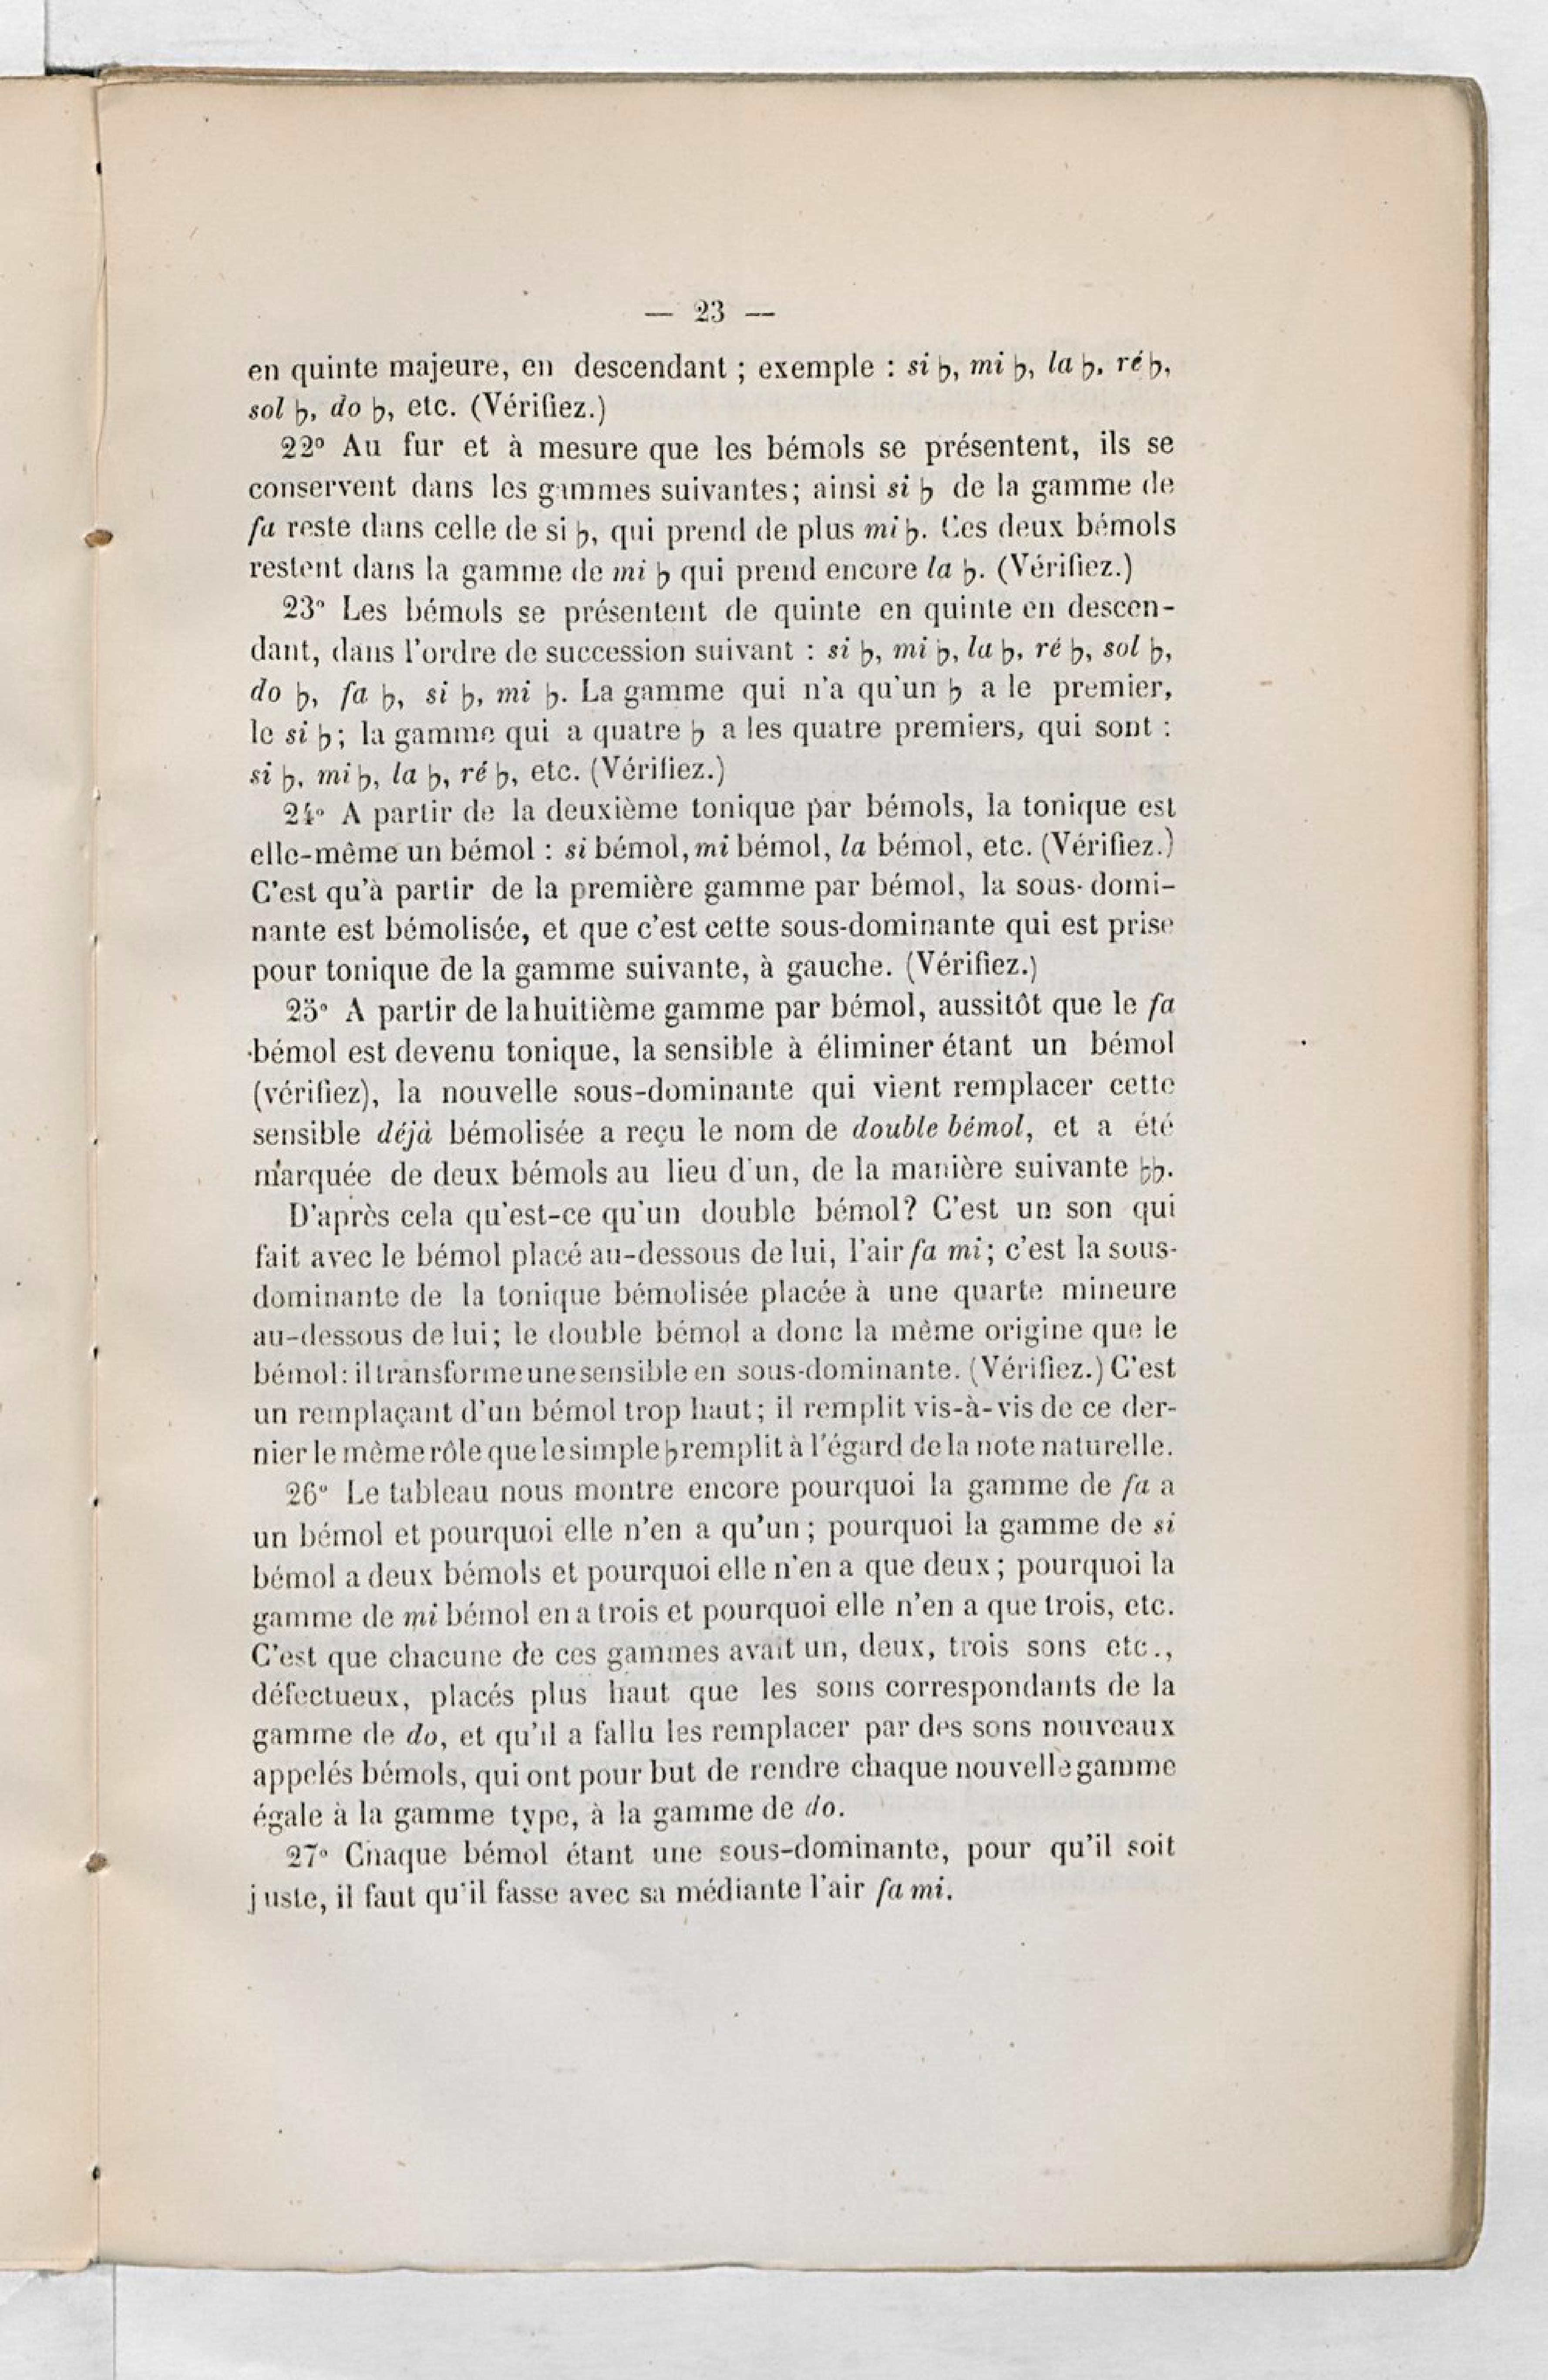 — 23 —
en quinte majeure, en descendant ; exemple : si ♭, mi ♭, la ♭, ré ♭,
sol ♭, do ♭, etc. (Vérifiez.)
22° Au fur et à mesure que les bémols se présentent, ils se
conservent dans les gammes suivantes; ainsi si ♭ de la gamme de
fa reste dans celle de si ♭, qui prend de plus mi ♭. Ces deux bémols
restent dans la gamme de mi ♭ qui prend encore la ♭. (Vérifiez.)
23° Les bémols se présentent de quinte en quinte en descen-
dant, dans l'ordre de succession suivant : si ♭, mi ♭, la ♭, ré ♭, sol ♭,
do ♭, fa ♭, si ♭, mi ♭. La gamme qui n'a qu'un ♭ a le premier,
le si ♭; la gamme qui a quatre ♭ a les quatre premiers, qui sont :
si ♭, mi ♭, la ♭, ré ♭, etc. (Vérifiez.)
24° A partir de la deuxième tonique par bémols, la tonique est
elle-même un bémol : si bémol, mi bémol, la bémol, etc. (Vérifiez.)
C'est qu'à partir de la première gamme par bémol, la sous-domi-
nante est bémolisée, et que c'est cette sous-dominante qui est prise
pour tonique de la gamme suivante, à gauche. (Vérifiez.)
25° A partir de la huitième gamme par bémol, aussitôt que le fa
bémol est devenu tonique, la sensible à éliminer étant un bémol
(vérifiez), la nouvelle sous-dominante qui vient remplacer cette
sensible déjà bémolisée a reçu le nom de double bémol, et a été
marquée de deux bémols au lieu d'un, de la manière suivante ♭♭.
D'après cela qu'est-ce qu'un double bémol? C'est un son qui
fait avec le bémol placé au-dessous de lui, l'air fa mi; c'est la sous-
dominante de la tonique bémolisée placée à une quarte mineure
au-dessous de lui; le double bémol a donc la même origine que le
bémol: il transforme une sensible en sous-dominante. (Vérifiez.) C'est
un remplaçant d'un bémol trop haut; il remplit vis-à-vis de ce der-
nier le même rôle que le simple ♭ remplit à l'égard de la note naturelle.
26° Le tableau nous montre encore pourquoi la gamme de fa a
un bémol et pourquoi elle n'en a qu'un ; pourquoi la gamme de si
bémol a deux bémols et pourquoi elle n'en a que deux ; pourquoi la
gamme de mi bémol en a trois et pourquoi elle n'en a que trois, etc.
C'est que chacune de ces gammes avait un, deux, trois sons etc.,
défectueux, placés plus haut que les sons correspondants de la
gamme de do, et qu'il a fallu les remplacer par des sons nouveaux
appelés bémols, qui ont pour but de rendre chaque nouvelle gamme
égale à la gamme type, à la gamme de do.
27° Chaque bémol étant une sous-dominante, pour qu'il soit
juste, il faut qu'il fasse avec sa médiante l'air fa mi.